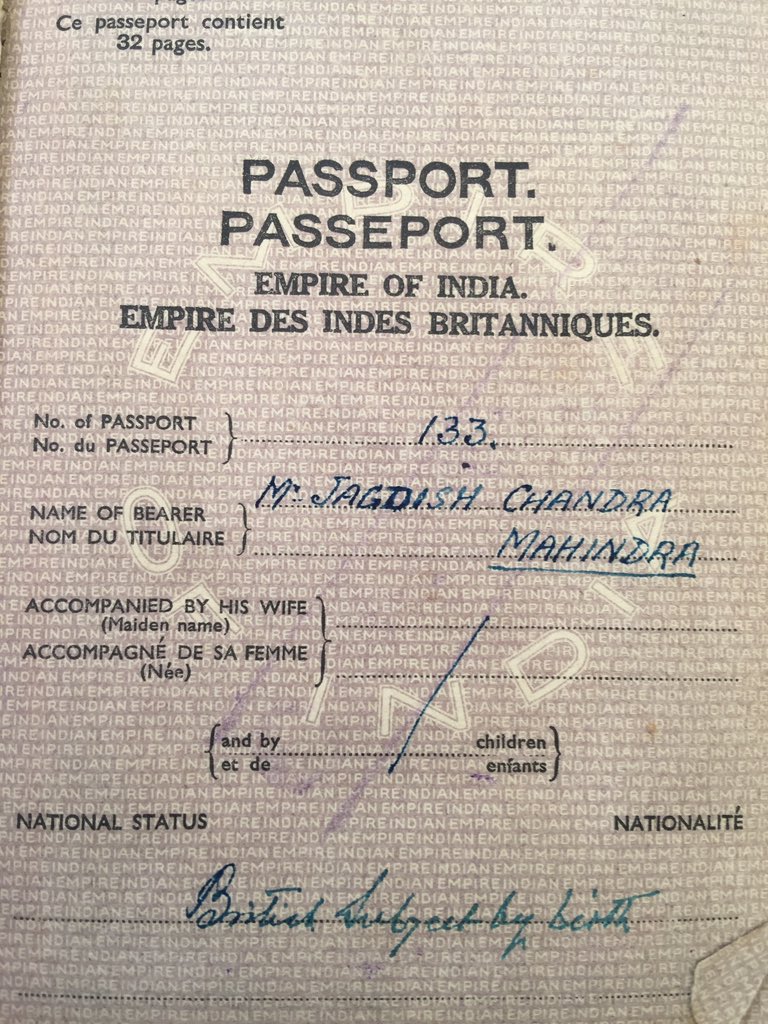 Ce passeport contient
32 pages.
PASSPORT.
PASSEPORT.
EMPIRE OF INDIA.
EMPIRE DES INDES BRITANNIQUES.
No. of PASSPORT
No. du PASSEPORT
133.
NAME OF BEARER
NOM DU TITULAIRE
Mr. JAGDISH CHANDRA
MAHINDRA
ACCOMPANIED BY HIS WIFE
(Maiden name)
ACCOMPAGNÉ DE SA FEMME
(Née)
and by children
et de enfants
NATIONAL STATUS NATIONALITÉ
British Subject by birth